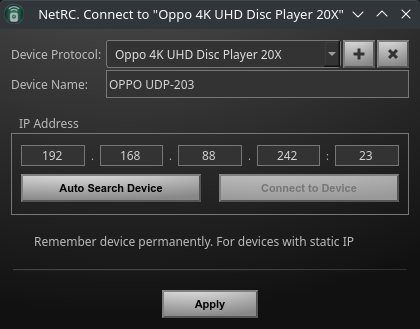 NetRC. Connect to "Oppo 4K UHD Disc Player 20X"
Device Protocol: Oppo 4K UHD Disc Player 20X
Device Name: OPPO UDP-203
IP Address
192 . 168 . 88 . 242 : 23
Auto Search Device Connect to Device
Remember device permanently. For devices with static IP
Apply